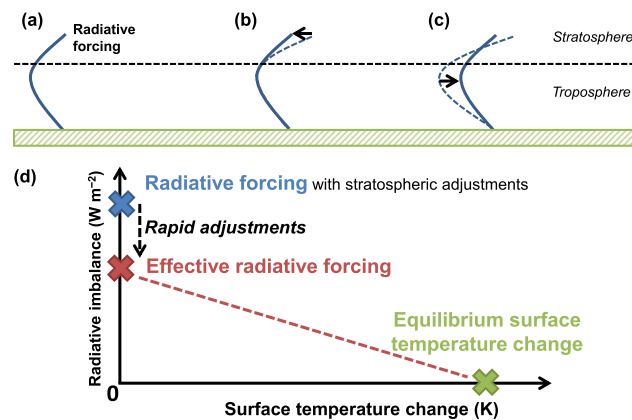 (a)
Radiative
forcing
(b)
(c)
Stratosphere
Troposphere
(d)
Radiative imbalance (W m⁻²)
Radiative forcing with stratospheric adjustments
Rapid adjustments
Effective radiative forcing
Equilibrium surface
temperature change
0
Surface temperature change (K)